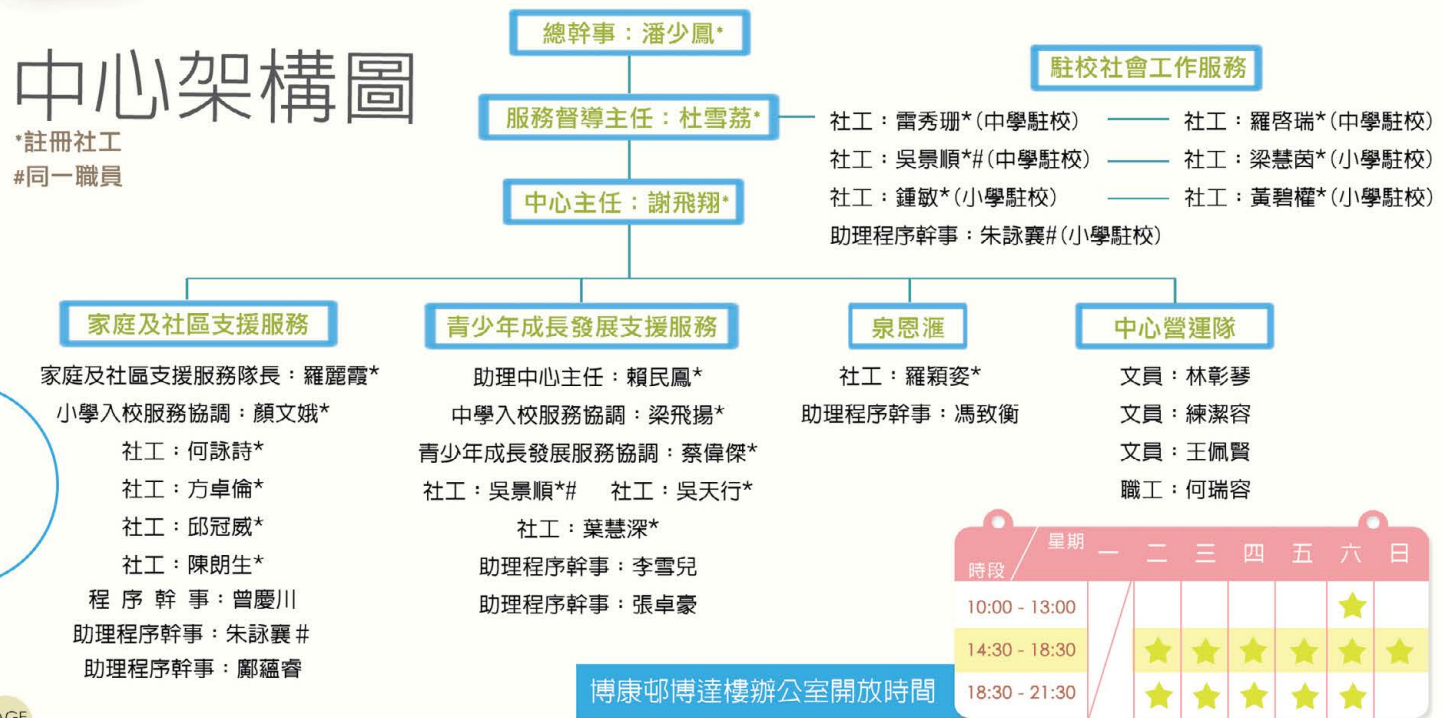 中心架構圖
*註冊社工
#同一職員
總幹事：潘少鳳*
服務督導主任：杜雪荔*
中心主任：謝飛翔*
駐校社會工作服務
社工：雷秀珊*(中學駐校) 社工：羅啓瑞*(中學駐校)
社工：吳景順*#(中學駐校) 社工：梁慧茵*(小學駐校)
社工：鍾敏*(小學駐校) 社工：黃碧權*(小學駐校)
助理程序幹事：朱詠襄#(小學駐校)
家庭及社區支援服務
家庭及社區支援服務隊長：羅麗霞*
小學入校服務協調：顏文娥*
社工：何詠詩*
社工：方卓倫*
社工：邱冠威*
社工：陳朗生*
程 序 幹 事：曾慶川
助理程序幹事：朱詠襄#
助理程序幹事：鄺蘊睿
青少年成長發展支援服務
助理中心主任：賴民鳳*
中學入校服務協調：梁飛揚*
青少年成長發展服務協調：蔡偉傑*
社工：吳景順*# 社工：吳天行*
社工：葉慧深*
助理程序幹事：李雪兒
助理程序幹事：張卓豪
泉恩滙
社工：羅穎姿*
助理程序幹事：馮致衡
中心營運隊
文員：林彰琴
文員：練潔容
文員：王佩賢
職工：何瑞容
博康邨博達樓辦公室開放時間
時段 星期 一 二 三 四 五 六 日
10:00 - 13:00
14:30 - 18:30
18:30 - 21:30